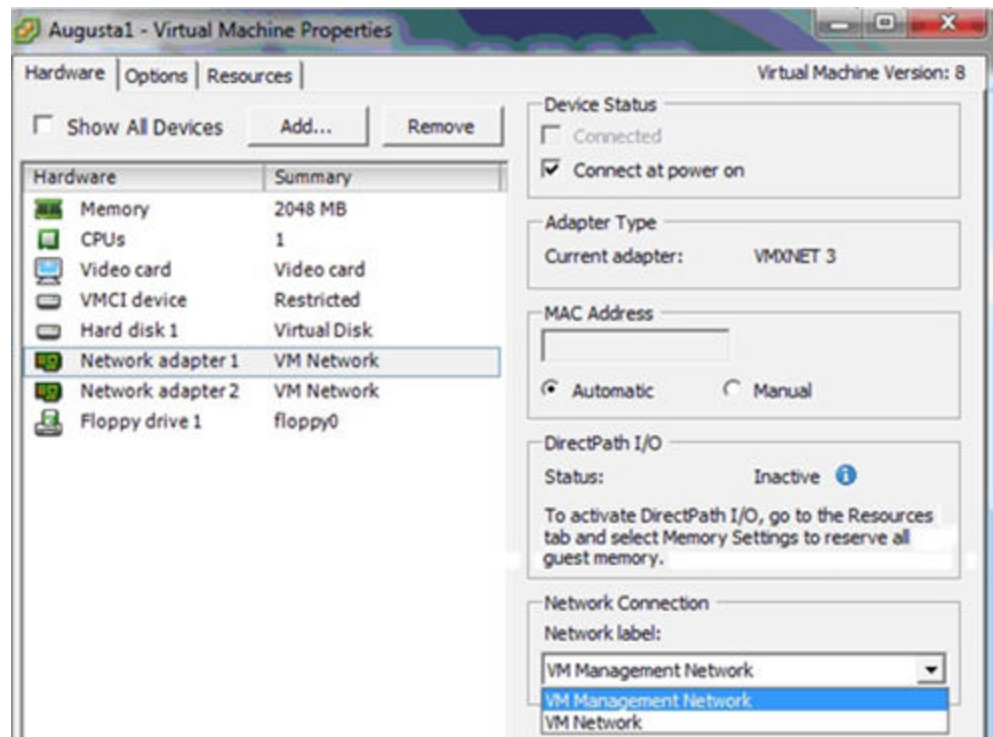 Augusta1 - Virtual Machine Properties
Hardware Options Resources Virtual Machine Version: 8
Show All Devices Add... Remove
Hardware Summary
Memory 2048 MB
CPUs 1
Video card Video card
VMCI device Restricted
Hard disk 1 Virtual Disk
Network adapter 1 VM Network
Network adapter 2 VM Network
Floppy drive 1 floppy0
Device Status
Connected
Connect at power on
Adapter Type
Current adapter: VMXNET 3
MAC Address
Automatic Manual
DirectPath I/O
Status: Inactive
To activate DirectPath I/O, go to the Resources
tab and select Memory Settings to reserve all
guest memory.
Network Connection
Network label:
VM Management Network
VM Management Network
VM Network